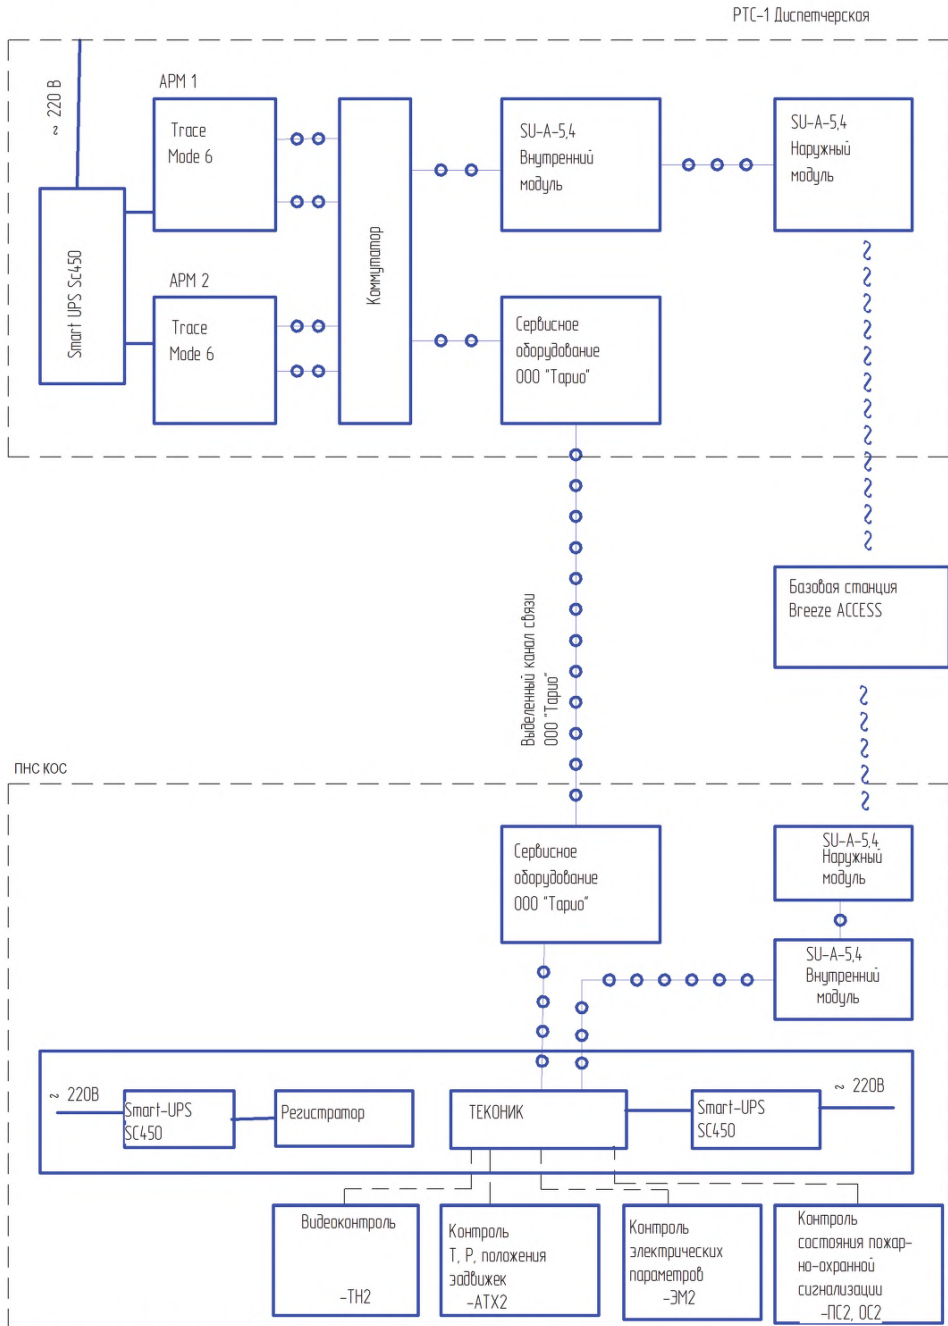 РТС-1 Диспетчерская
~ 220 В
Smart UPS Sc450
АРМ 1
Trace
Mode 6
АРМ 2
Trace
Mode 6
Коммутатор
SU-A-5,4
Внутренний
модуль
SU-A-5,4
Наружный
модуль
Сервисное
оборудование
ООО "Тарио"
Выделенный канал связи
ООО "Тарио"
Базовая станция
Breeze ACCESS
ПНС КОС
Сервисное
оборудование
ООО "Тарио"
SU-A-5,4
Наружный
модуль
SU-A-5,4
Внутренний
модуль
~ 220В
Smart-UPS
SC450
Регистратор
ТЕКОНИК
Smart-UPS
SC450
~ 220В
Видеоконтроль
-ТН2
Контроль
Т, Р, положения
задвижек
-АТХ2
Контроль
электрических
параметров
-ЭМ2
Контроль
состояния пожар-
но-охранной
сигнализации
-ПС2, ОС2